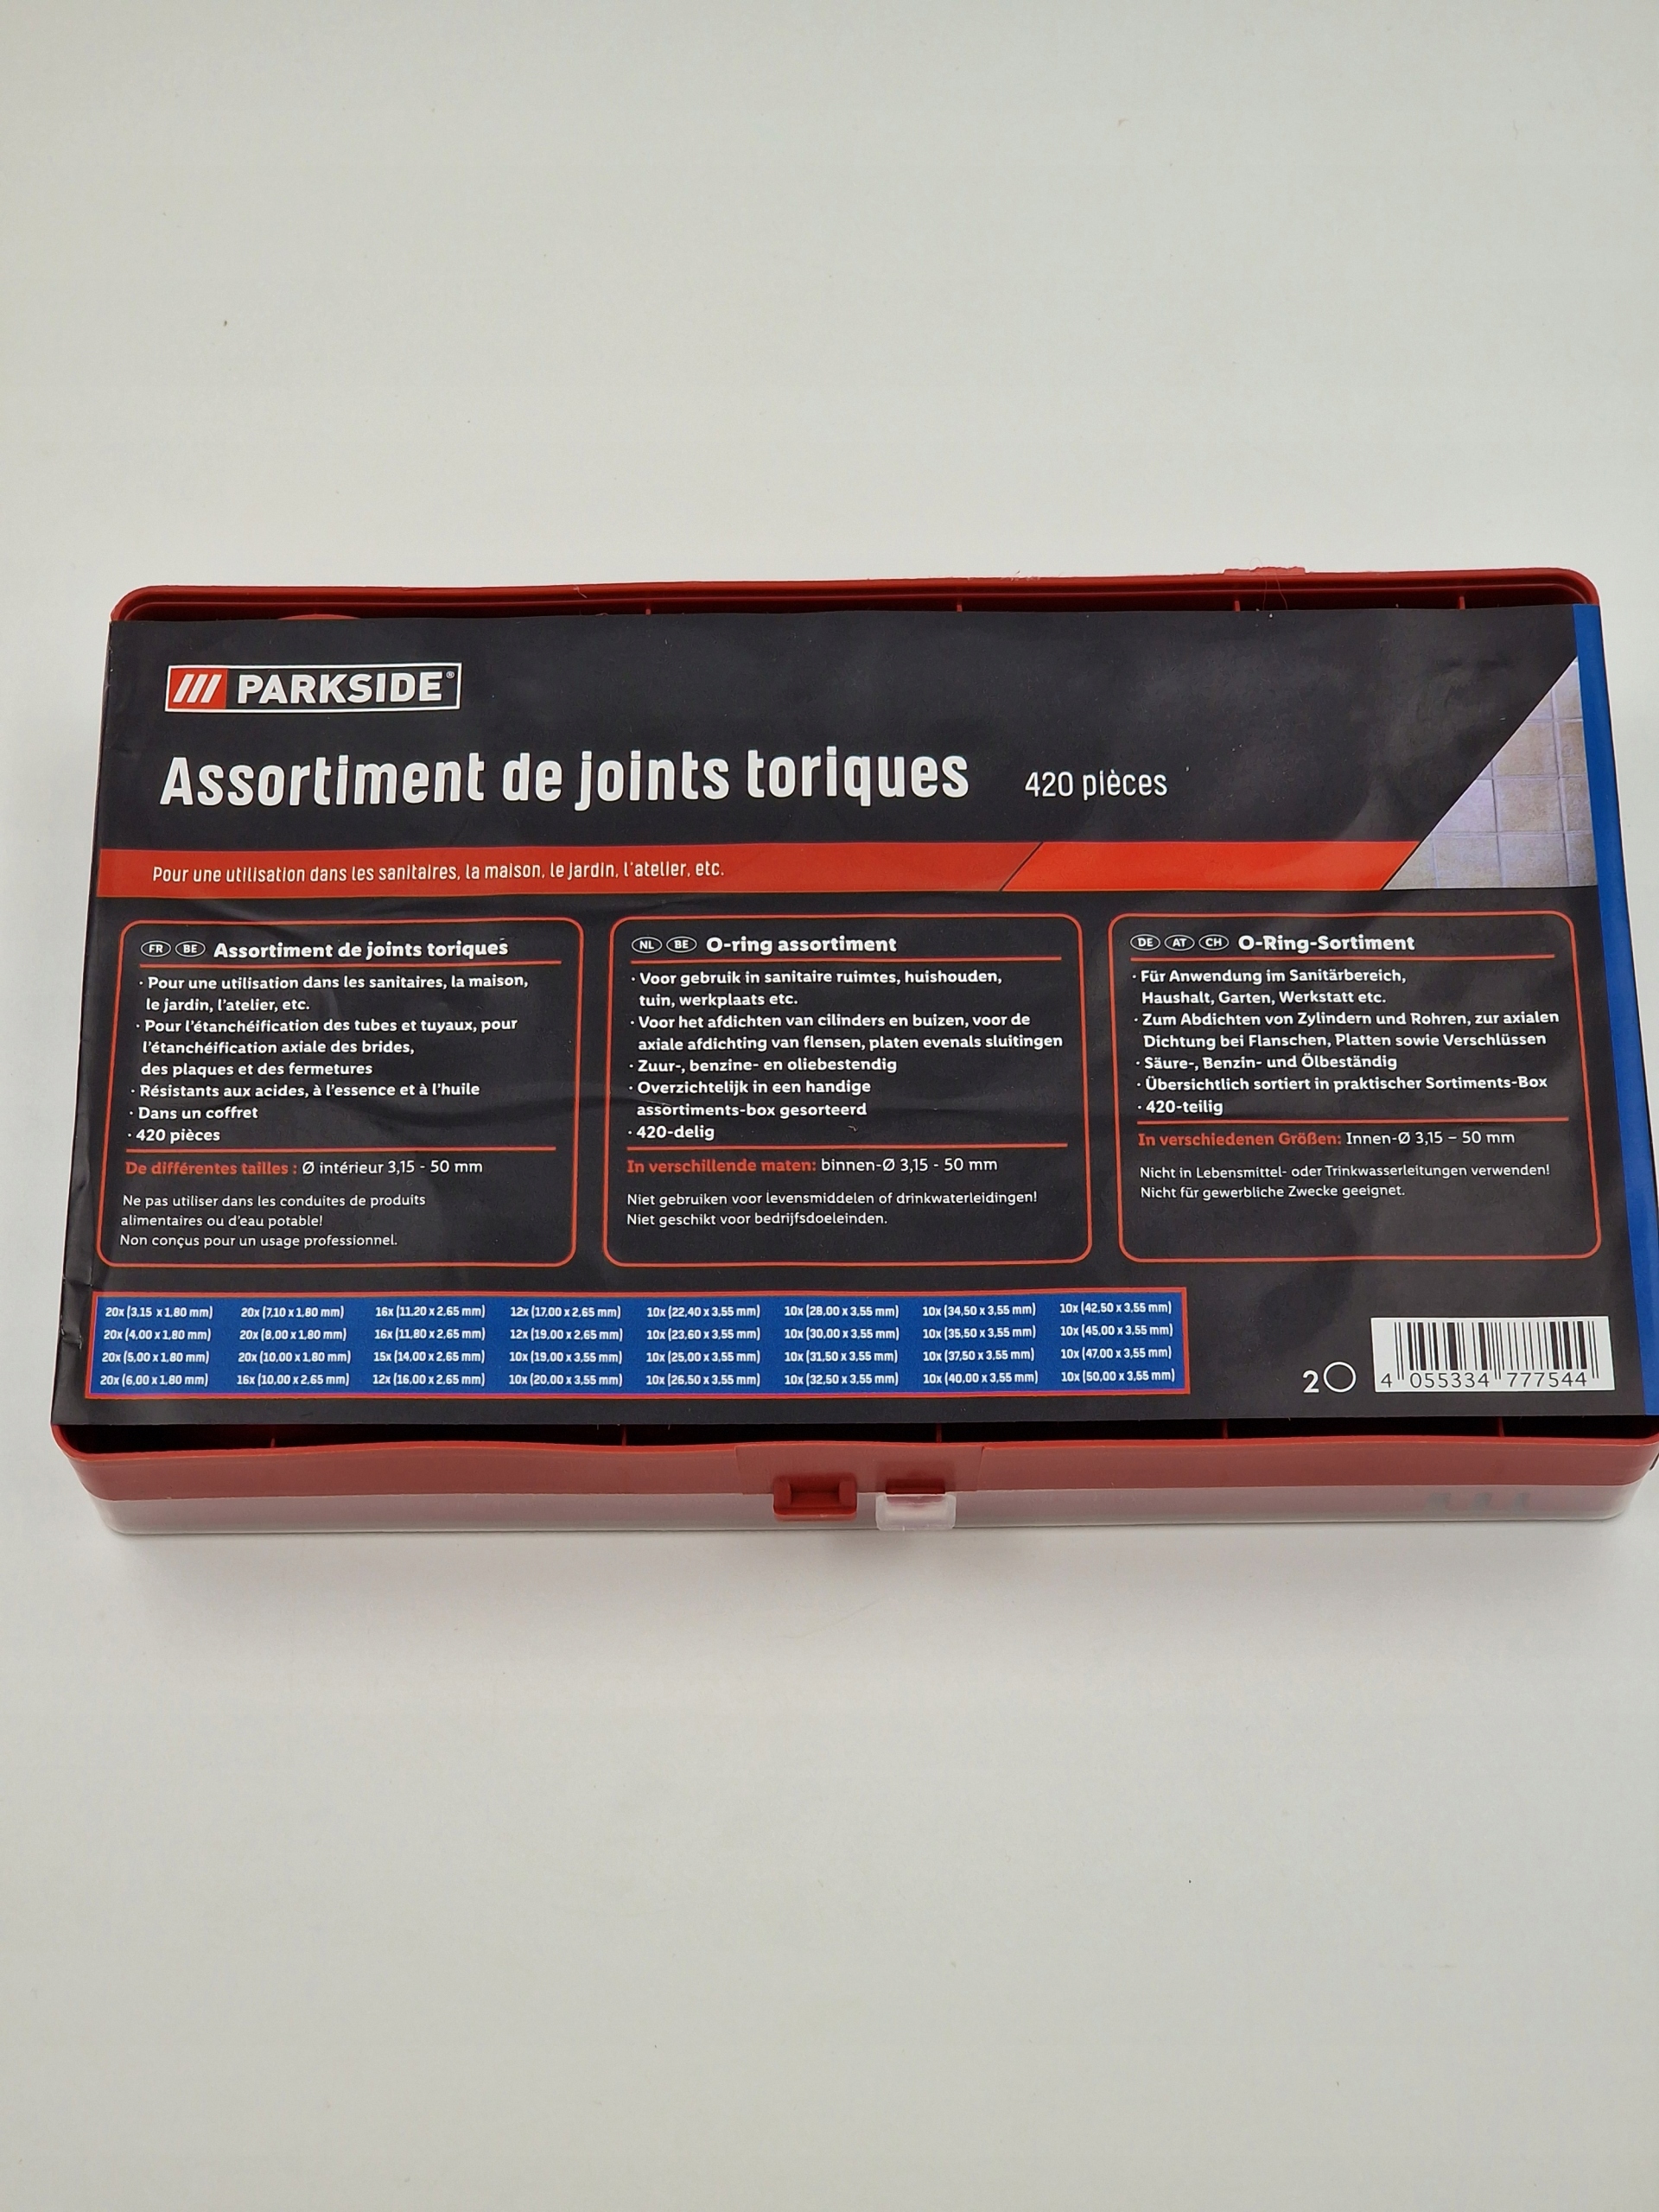 PARKSIDE®
Assortiment de joints toriques 420 pièces
Pour une utilisation dans les sanitaires, la maison, le jardin, l'atelier, etc.
FR BE Assortiment de joints toriques
· Pour une utilisation dans les sanitaires, la maison,
le jardin, l'atelier, etc.
· Pour l'étanchéification des tubes et tuyaux, pour
l'étanchéification axiale des brides,
des plaques et des fermetures
· Résistants aux acides, à l'essence et à l'huile
· Dans un coffret
· 420 pièces
De différentes tailles : Ø intérieur 3,15 - 50 mm
Ne pas utiliser dans les conduites de produits
alimentaires ou d'eau potable!
Non conçus pour un usage professionnel.
NL BE O-ring assortiment
· Voor gebruik in sanitaire ruimtes, huishouden,
tuin, werkplaats etc.
· Voor het afdichten van cilinders en buizen, voor de
axiale afdichting van flensen, platen evenals sluitingen
· Zuur-, benzine- en oliebestendig
· Overzichtelijk in een handige
assortiments-box gesorteerd
· 420-delig
In verschillende maten: binnen-Ø 3,15 - 50 mm
Niet gebruiken voor levensmiddelen of drinkwaterleidingen!
Niet geschikt voor bedrijfsdoeleinden.
DE AT CH O-Ring-Sortiment
· Für Anwendung im Sanitärbereich,
Haushalt, Garten, Werkstatt etc.
· Zum Abdichten von Zylindern und Rohren, zur axialen
Dichtung bei Flanschen, Platten sowie Verschlüssen
· Säure-, Benzin- und Ölbeständig
· Übersichtlich sortiert in praktischer Sortiments-Box
· 420-teilig
In verschiedenen Größen: Innen-Ø 3,15 – 50 mm
Nicht in Lebensmittel- oder Trinkwasserleitungen verwenden!
Nicht für gewerbliche Zwecke geeignet.
20x (3,15 x 1,80 mm) 20x (7,10 x 1,80 mm) 16x (11,20 x 2,65 mm) 12x (17,00 x 2,65 mm) 10x (22,40 x 3,55 mm) 10x (28,00 x 3,55 mm) 10x (34,50 x 3,55 mm) 10x (42,50 x 3,55 mm)
20x (4,00 x 1,80 mm) 20x (8,00 x 1,80 mm) 16x (11,80 x 2,65 mm) 12x (19,00 x 2,65 mm) 10x (23,60 x 3,55 mm) 10x (30,00 x 3,55 mm) 10x (35,50 x 3,55 mm) 10x (45,00 x 3,55 mm)
20x (5,00 x 1,80 mm) 20x (10,00 x 1,80 mm) 15x (14,00 x 2,65 mm) 10x (19,00 x 3,55 mm) 10x (25,00 x 3,55 mm) 10x (31,50 x 3,55 mm) 10x (37,50 x 3,55 mm) 10x (47,00 x 3,55 mm)
20x (6,00 x 1,80 mm) 16x (10,00 x 2,65 mm) 12x (16,00 x 2,65 mm) 10x (20,00 x 3,55 mm) 10x (26,50 x 3,55 mm) 10x (32,50 x 3,55 mm) 10x (40,00 x 3,55 mm) 10x (50,00 x 3,55 mm)
2
4 055334 777544